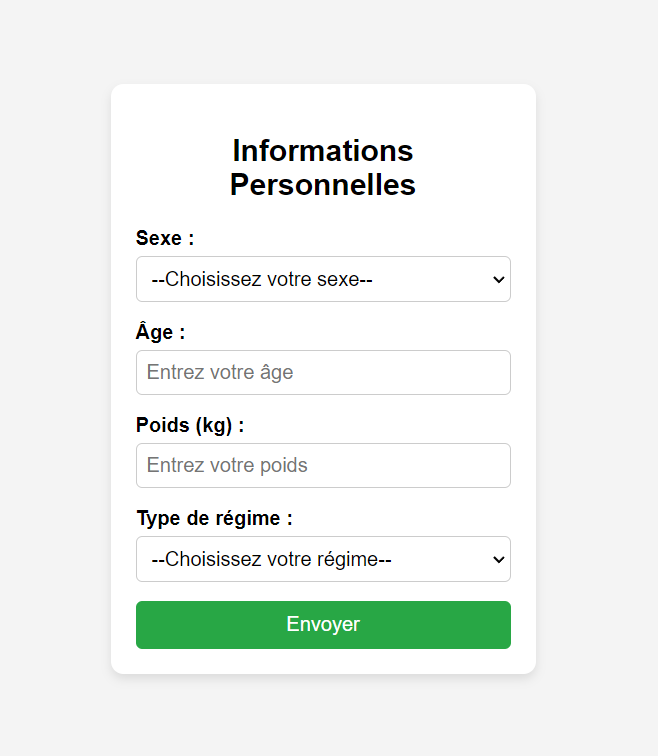 Informations
Personnelles
Sexe :
--Choisissez votre sexe--
Âge :
Entrez votre âge
Poids (kg) :
Entrez votre poids
Type de régime :
--Choisissez votre régime--
Envoyer